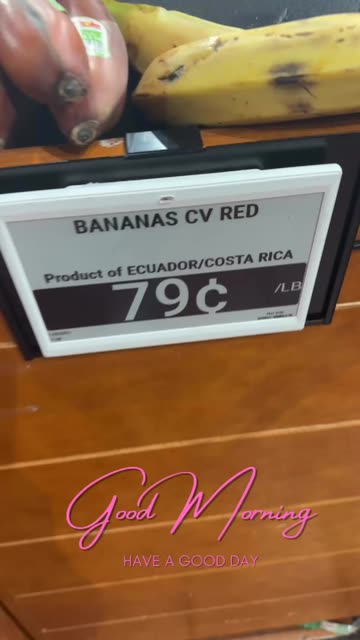 BANANAS CV RED
Product of ECUADOR/COSTA RICA
79¢ /LB
Good Morning
HAVE A GOOD DAY